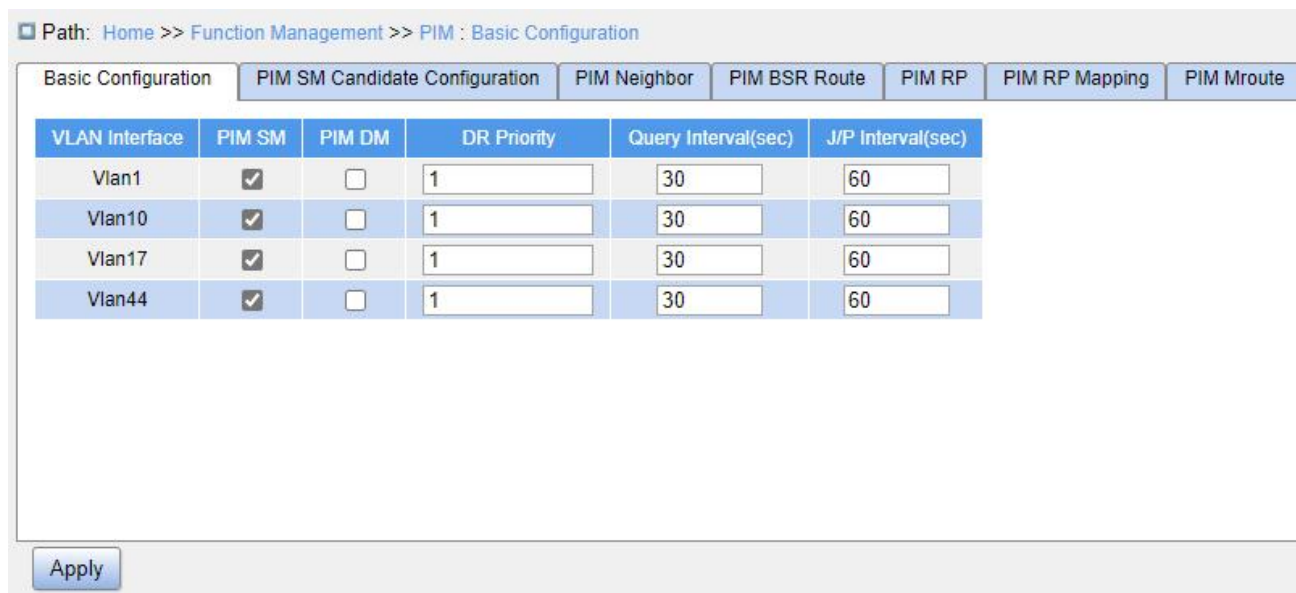 Path: Home >> Function Management >> PIM : Basic Configuration
Basic Configuration PIM SM Candidate Configuration PIM Neighbor PIM BSR Route PIM RP PIM RP Mapping PIM Mroute
VLAN Interface PIM SM PIM DM DR Priority Query Interval(sec) J/P Interval(sec)
Vlan1 1 30 60
Vlan10 1 30 60
Vlan17 1 30 60
Vlan44 1 30 60
Apply